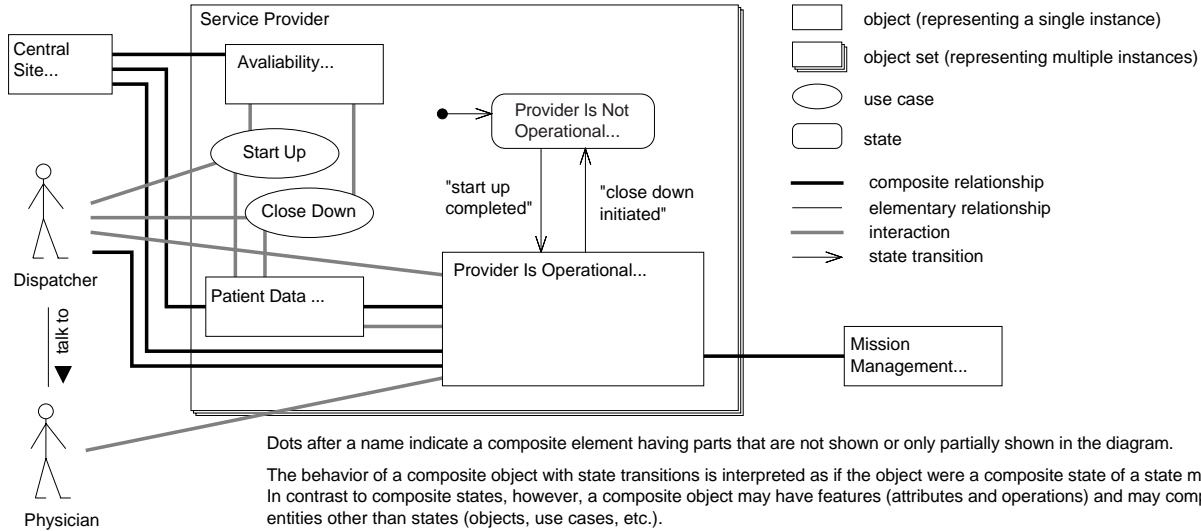 Service Provider
Central
Site...
Avaliability...
Provider Is Not
Operational...
Start Up
"start up
completed"
"close down
initiated"
Close Down
Dispatcher
Provider Is Operational...
Patient Data ...
talk to
Mission
Management...
Physician
object (representing a single instance)
object set (representing multiple instances)
use case
state
composite relationship
elementary relationship
interaction
state transition
Dots after a name indicate a composite element having parts that are not shown or only partially shown in the diagram.
The behavior of a composite object with state transitions is interpreted as if the object were a composite state of a state
In contrast to composite states, however, a composite object may have features (attributes and operations) and may
entities other than states (objects, use cases, etc.).